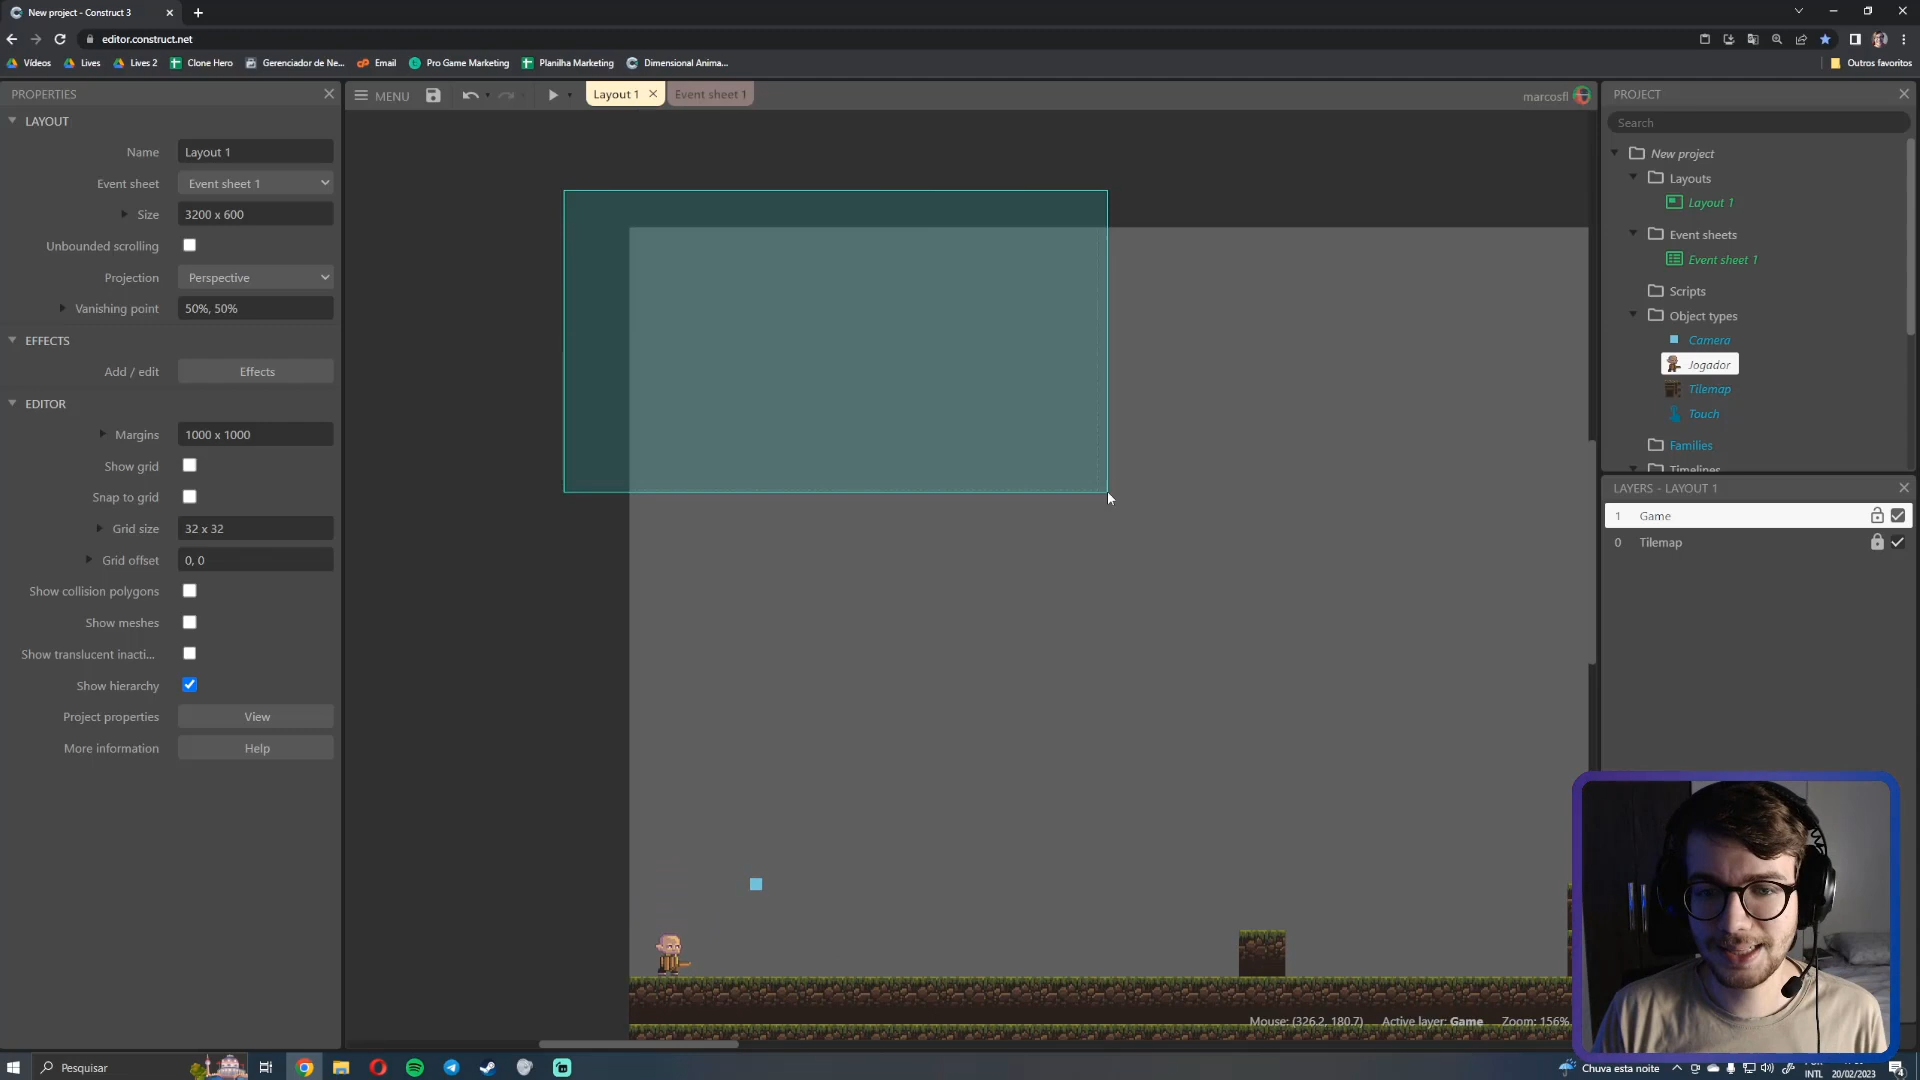 New project - Construct 3
editor.construct.net
Vídeos
Lives
Lives 2
Clone Hero
Gerenciador de Ne...
Email
Pro Game Marketing
Planilha Marketing
Dimensional Anima...
Outros favoritos
PROPERTIES
MENU
Layout 1
Event sheet 1
marcosfl
PROJECT
LAYOUT
Search
Name
Layout 1
New project
Event sheet
Event sheet 1
Layouts
Size
3200 x 600
Layout 1
Unbounded scrolling
Event sheets
Projection
Perspective
Event sheet 1
Vanishing point
50%, 50%
Scripts
EFFECTS
Object types
Add / edit
Effects
Camera
Jogador
EDITOR
Tilemap
Touch
Margins
1000 x 1000
Families
Show grid
Timelines
Snap to grid
LAYERS - LAYOUT 1
Grid size
32 x 32
1 Game
Grid offset
0, 0
0 Tilemap
Show collision polygons
Show meshes
Show translucent inacti...
Show hierarchy
Project properties
View
More information
Help
Mouse: (326.2, 180.7)
Active layer: Game
Zoom: 156%
Pesquisar
Chuva esta noite
INTL
20/02/2023
4